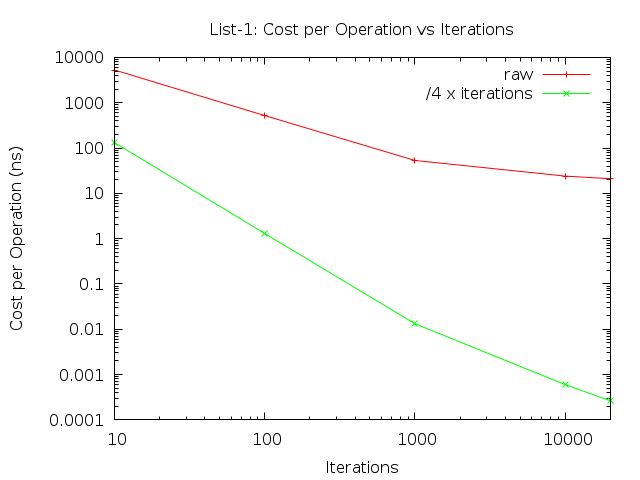 List-1: Cost per Operation vs Iterations
raw
/4 x iterations
Cost per Operation (ns)
10000
1000
100
10
1
0.1
0.01
0.001
0.0001
10 100 1000 10000
Iterations